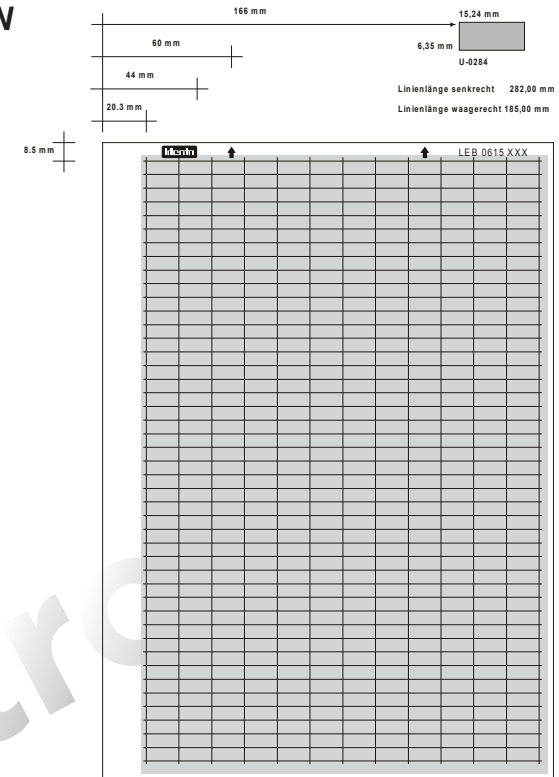 W
166 mm
15,24 mm
60 mm
6,35 mm
U-0284
44 mm
Linienlänge senkrecht 282,00 mm
20.3 mm
Linienlänge waagerecht 185,00 mm
8.5 mm
LEB 0615 XXX
tro